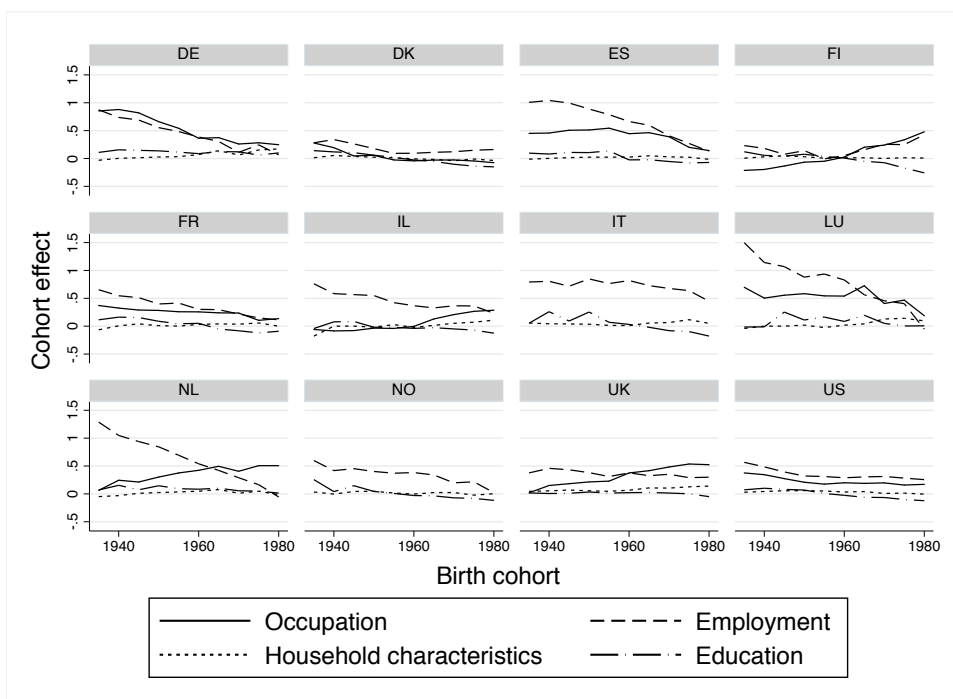 DE DK ES FI
-.5 0 .5 1 1.5
FR IL IT LU
-.5 0 .5 1 1.5
NL NO UK US
-.5 0 .5 1 1.5
Cohort effect
1940 1960 1980 1940 1960 1980 1940 1960 1980 1940 1960 1980
Birth cohort
Occupation Employment
Household characteristics Education